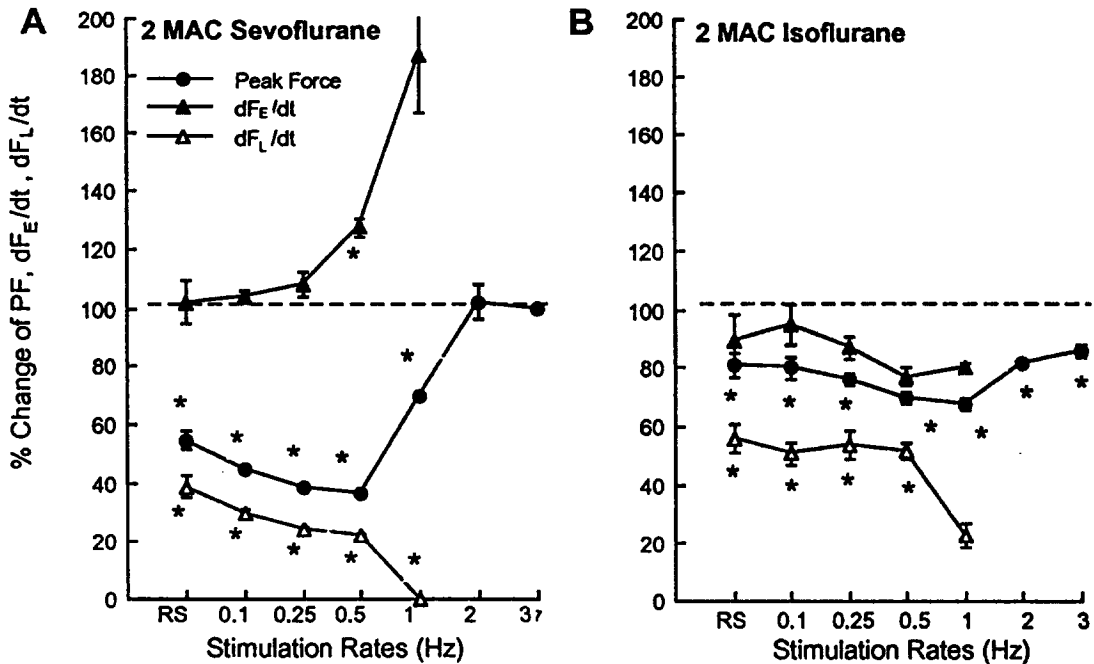 A
2 MAC Sevoflurane
Peak Force
dF_E/dt
dF_L/dt
% Change of PF, dF_E/dt, dF_L/dt
200
180
160
140
120
100
80
60
40
20
0
* * * * *
* * * * * *
RS 0.1 0.25 0.5 1 2 37
Stimulation Rates (Hz)
B
2 MAC Isoflurane
200
180
160
140
120
100
80
60
40
20
0
* * * * * * *
* * * *
RS 0.1 0.25 0.5 1 2 3
Stimulation Rates (Hz)